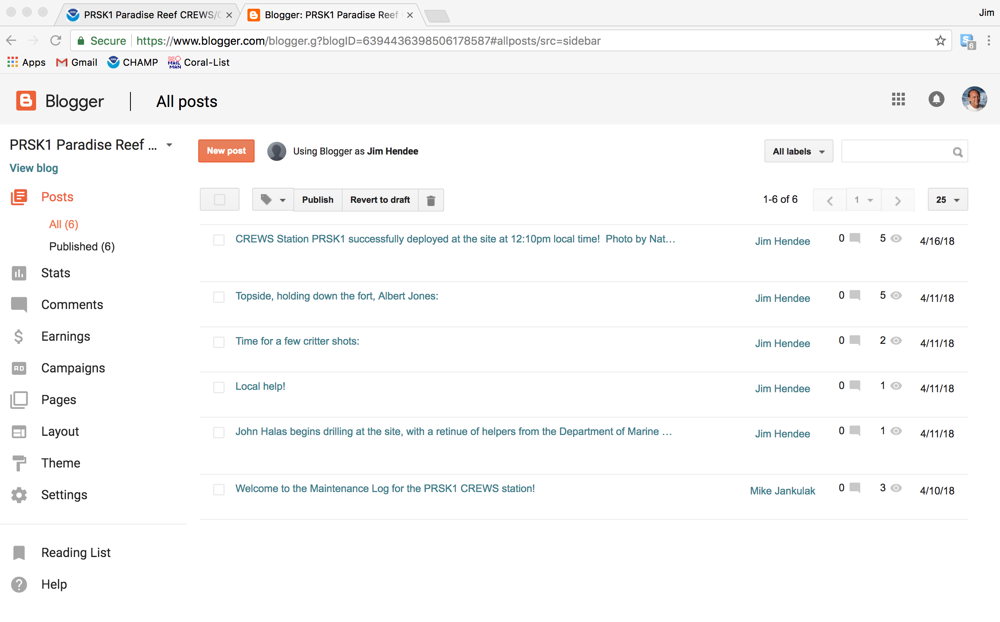 PRSK1 Paradise Reef CREWS/C Blogger: PRSK1 Paradise Reef Jim
Secure https://www.blogger.com/blogger.g?blogID=6394436398506178587#allposts/src=sidebar S 6
Apps Gmail CHAMP MAIL MAN Coral-List
Blogger All posts
PRSK1 Paradise Reef ... New post Using Blogger as Jim Hendee All labels
View blog
Posts Publish Revert to draft 1-6 of 6 1 25
All (6)
Published (6)
Stats
Comments
Earnings
AD Campaigns
Pages
Layout
Theme
Settings
Reading List
Help
CREWS Station PRSK1 successfully deployed at the site at 12:10pm local time! Photo by Nat... Jim Hendee 0 5 4/16/18
Topside, holding down the fort, Albert Jones: Jim Hendee 0 5 4/11/18
Time for a few critter shots: Jim Hendee 0 2 4/11/18
Local help! Jim Hendee 0 1 4/11/18
John Halas begins drilling at the site, with a retinue of helpers from the Department of Marine ... Jim Hendee 0 1 4/11/18
Welcome to the Maintenance Log for the PRSK1 CREWS station! Mike Jankulak 0 3 4/10/18